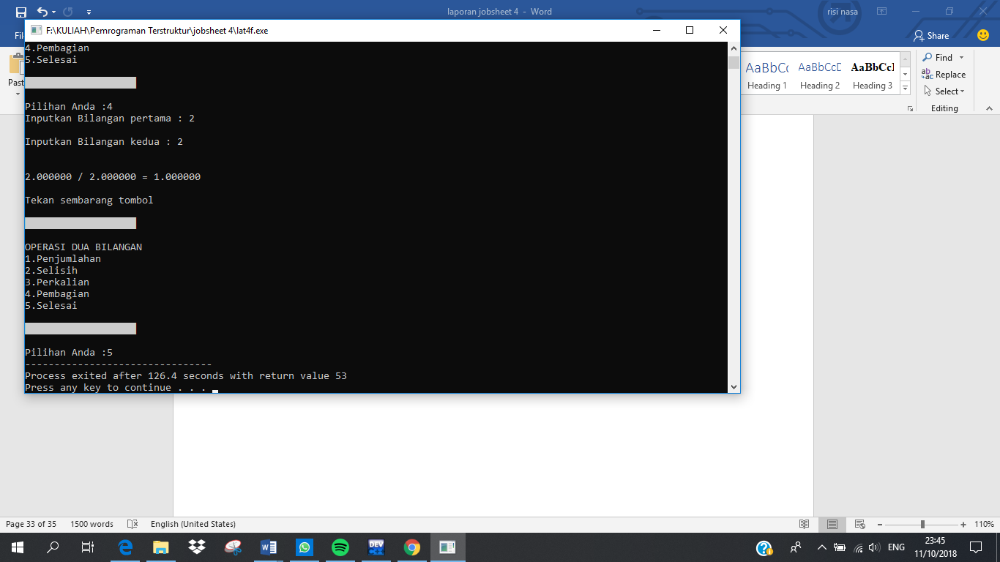 laporan jobsheet 4 - Word
risi nasa
F:\KULIAH\Pemrograman Terstruktur\jobsheet 4\lat4f.exe
Fi
Share
Past
AaBbCc AaBbCcD AaBbCcI
Heading 1 Heading 2 Heading 3
Find
Replace
Select
Editing
4.Pembagian
5.Selesai
Pilihan Anda :4
Inputkan Bilangan pertama : 2
Inputkan Bilangan kedua : 2
2.000000 / 2.000000 = 1.000000
Tekan sembarang tombol
OPERASI DUA BILANGAN
1.Penjumlahan
2.Selisih
3.Perkalian
4.Pembagian
5.Selesai
Pilihan Anda :5
--------------------------------
Process exited after 126.4 seconds with return value 53
Press any key to continue . . .
Page 33 of 35 1500 words English (United States) 110%
DEV
ENG
23:45
11/10/2018